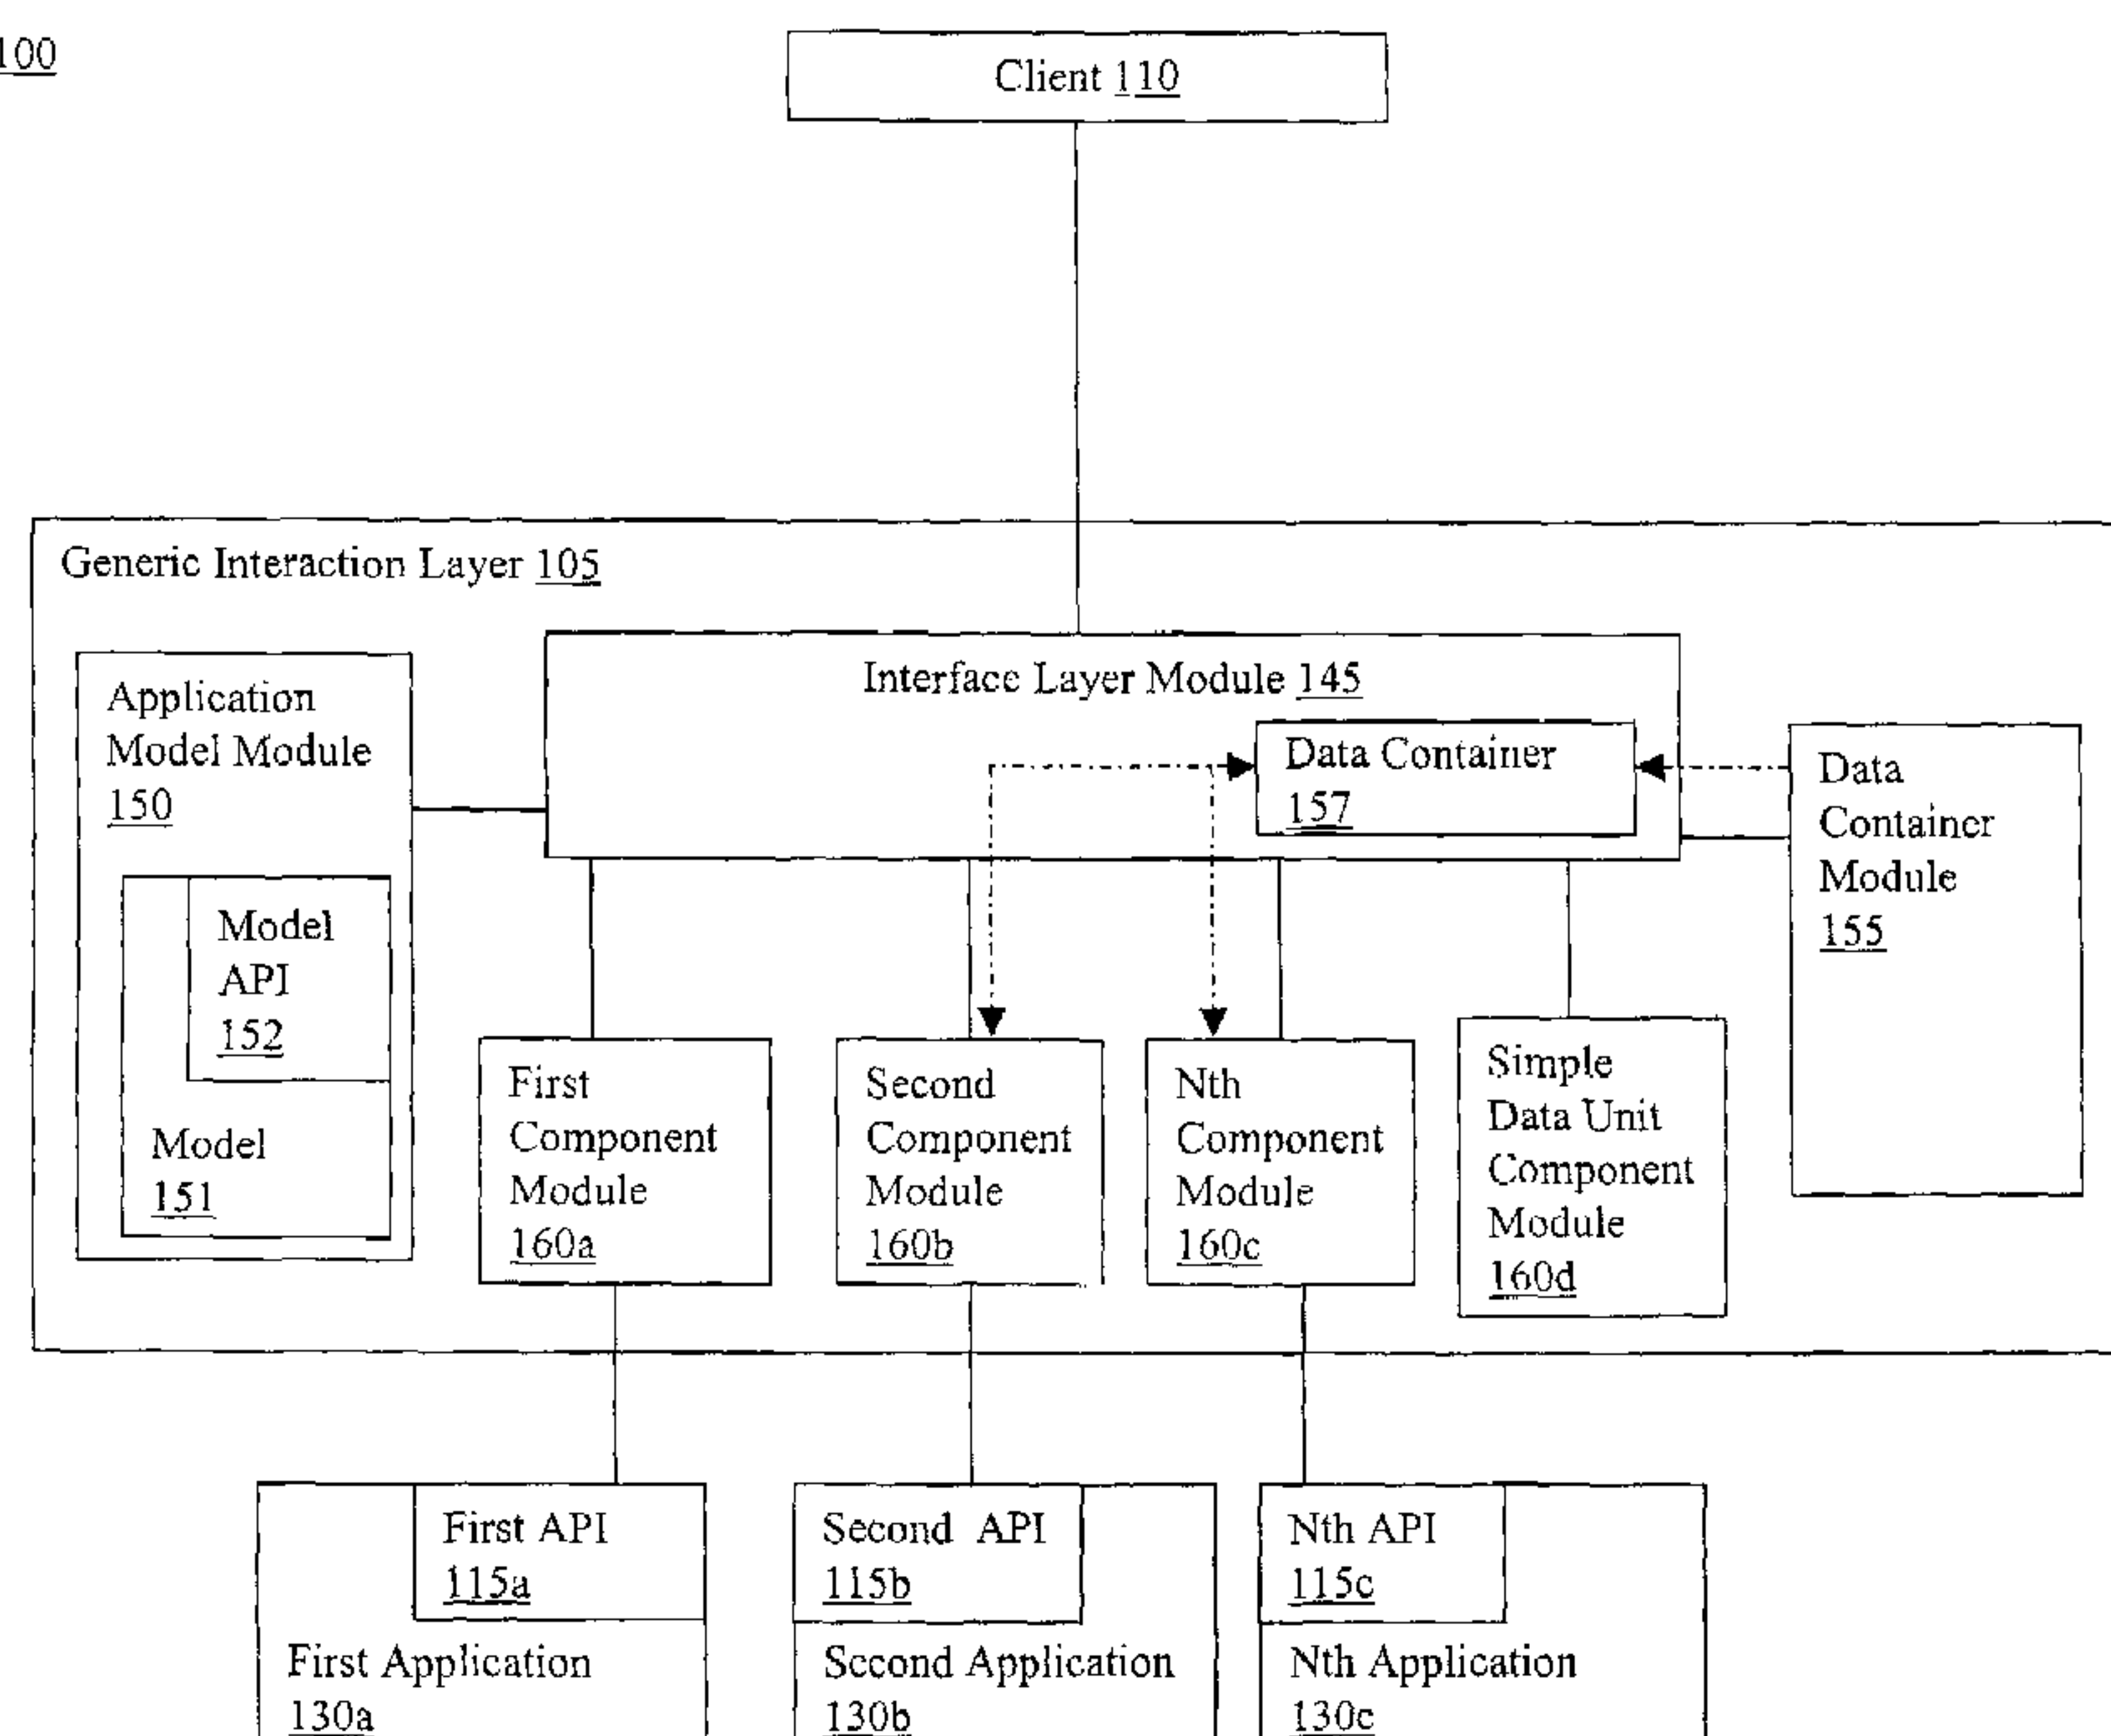 100
Client 110
Generic Interaction Layer 105
Application
Model Module
150
Model
API
152
Model
151
Interface Layer Module 145
Data Container
157
Data
Container
Module
155
First
Component
Module
160a
Second
Component
Module
160b
Nth
Component
Module
160c
Simple
Data Unit
Component
Module
160d
First API
115a
First Application
130a
Second API
115b
Second Application
130b
Nth API
115c
Nth Application
130c